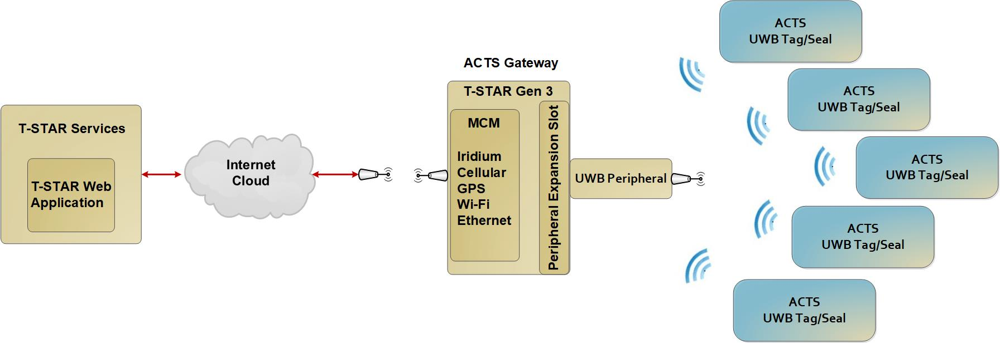 T-STAR Services
T-STAR Web
Application
Internet
Cloud
ACTS Gateway
T-STAR Gen 3
MCM
Iridium
Cellular
GPS
Wi-Fi
Ethernet
Peripheral Expansion Slot
UWB Peripheral
ACTS
UWB Tag/Seal
ACTS
UWB Tag/Seal
ACTS
UWB Tag/Seal
ACTS
UWB Tag/Seal
ACTS
UWB Tag/Seal